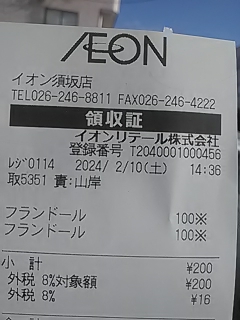 ÆON
イオン須坂店
TEL026-246-8811 FAX026-246-4222
領収証
イオンリテール株式会社
登録番号 T2040001000456
ﾚｼﾞ0114 2024/ 2/10(土) 14:36
取5351 責:山岸
フランドール 100※
フランドール 100※
小 計 ¥200
外税 8%対象額 ¥200
外税 8% ¥16